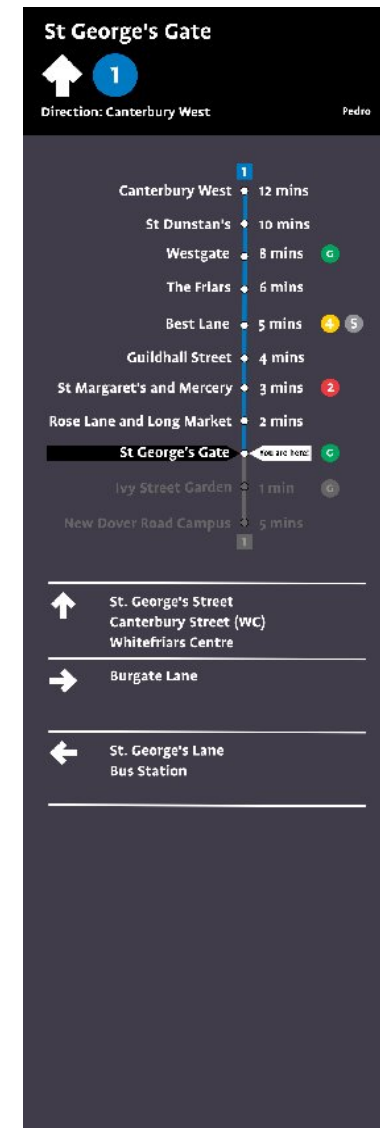 St George's Gate
1
Direction: Canterbury West Pedro
1
Canterbury West 12 mins
St Dunstan's 10 mins
Westgate 8 mins G
The Friars 6 mins
Best Lane 5 mins 4 5
Guildhall Street 4 mins
St Margaret's and Mercery 3 mins 2
Rose Lane and Long Market 2 mins
St George's Gate You are here! G
Ivy Street Garden 1 min G
New Dover Road Campus 5 mins
1
St. George's Street
Canterbury Street (WC)
Whitefriars Centre
Burgate Lane
St. George's Lane
Bus Station